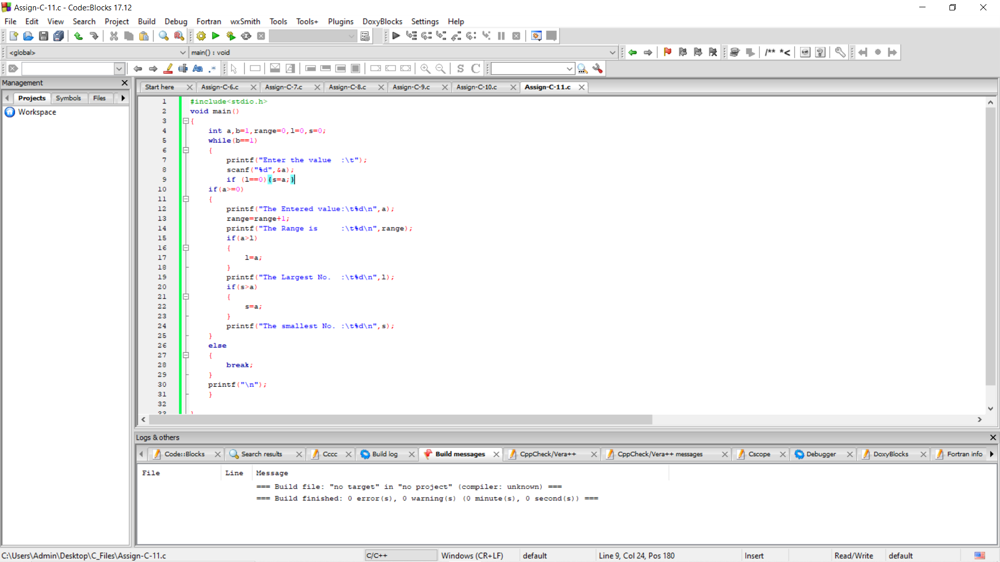 Assign-C-11.c - Code::Blocks 17.12
File Edit View Search Project Build Debug Fortran wxSmith Tools Tools+ Plugins DoxyBlocks Settings Help
<global> main() : void /** *<
Aa .* S C
Management
Projects Symbols Files
Workspace
Start here Assign-C-6.c Assign-C-7.c Assign-C-8.c Assign-C-9.c Assign-C-10.c Assign-C-11.c
1 #include<stdio.h>
2 void main()
3 {
4 int a,b=1,range=0,l=0,s=0;
5 while(b==1)
6 {
7 printf("Enter the value  :\t");
8 scanf("%d",&a);
9 if (l==0){s=a;}
10 if(a>=0)
11 {
12 printf("The Entered value:\t%d\n",a);
13 range=range+1;
14 printf("The Range is     :\t%d\n",range);
15 if(a>l)
16 {
17 l=a;
18 }
19 printf("The Largest No.  :\t%d\n",l);
20 if(s>a)
21 {
22 s=a;
23 }
24 printf("The smallest No. :\t%d\n",s);
25 }
26 else
27 {
28 break;
29 }
30 printf("\n");
31 }
32
33 }
Logs & others
Code::Blocks Search results Cccc Build log Build messages CppCheck/Vera++ CppCheck/Vera++ messages Cscope Debugger DoxyBlocks Fortran info
File Line Message
=== Build file: "no target" in "no project" (compiler: unknown) ===
=== Build finished: 0 error(s), 0 warning(s) (0 minute(s), 0 second(s)) ===
C:\Users\Admin\Desktop\C_Files\Assign-C-11.c C/C++ Windows (CR+LF) default Line 9, Col 24, Pos 180 Insert Read/Write default